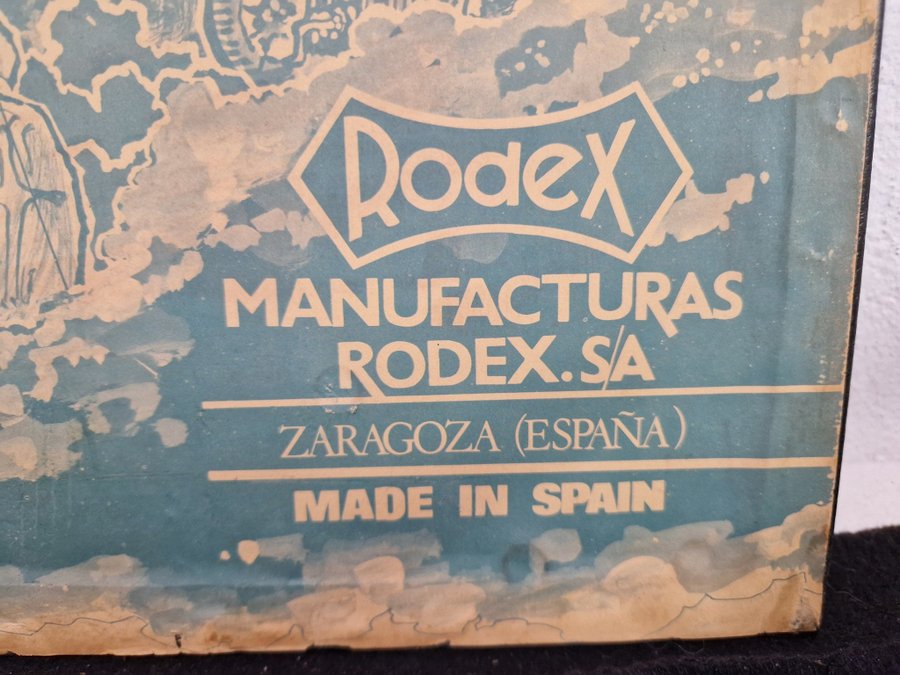 Rodex
MANUFACTURAS
RODEX. S/A
ZARAGOZA (ESPAÑA)
MADE IN SPAIN